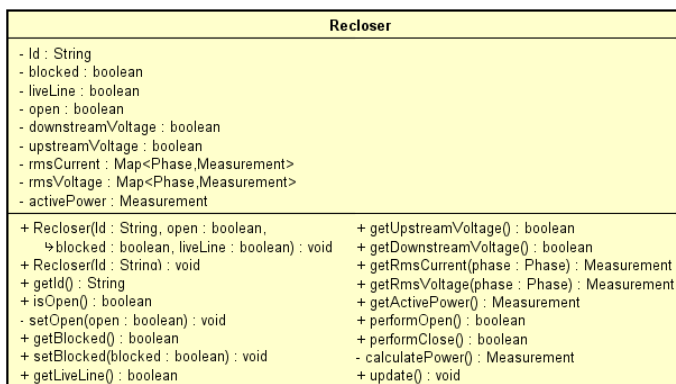 Recloser
- Id : String
- blocked : boolean
- liveLine : boolean
- open : boolean
- downstreamVoltage : boolean
- upstreamVoltage : boolean
- rmsCurrent : Map<Phase,Measurement>
- rmsVoltage : Map<Phase,Measurement>
- activePower : Measurement
+ Recloser(Id : String, open : boolean,
↳blocked : boolean, liveLine : boolean) : void
+ Recloser(Id : String) : void
+ getId() : String
+ isOpen() : boolean
- setOpen(open : boolean) : void
+ getBlocked() : boolean
+ setBlocked(blocked : boolean) : void
+ getLiveLine() : boolean
+ getUpstreamVoltage() : boolean
+ getDownstreamVoltage() : boolean
+ getRmsCurrent(phase : Phase) : Measurement
+ getRmsVoltage(phase : Phase) : Measurement
+ getActivePower() : Measurement
+ performOpen() : boolean
+ performClose() : boolean
- calculatePower() : Measurement
+ update() : void